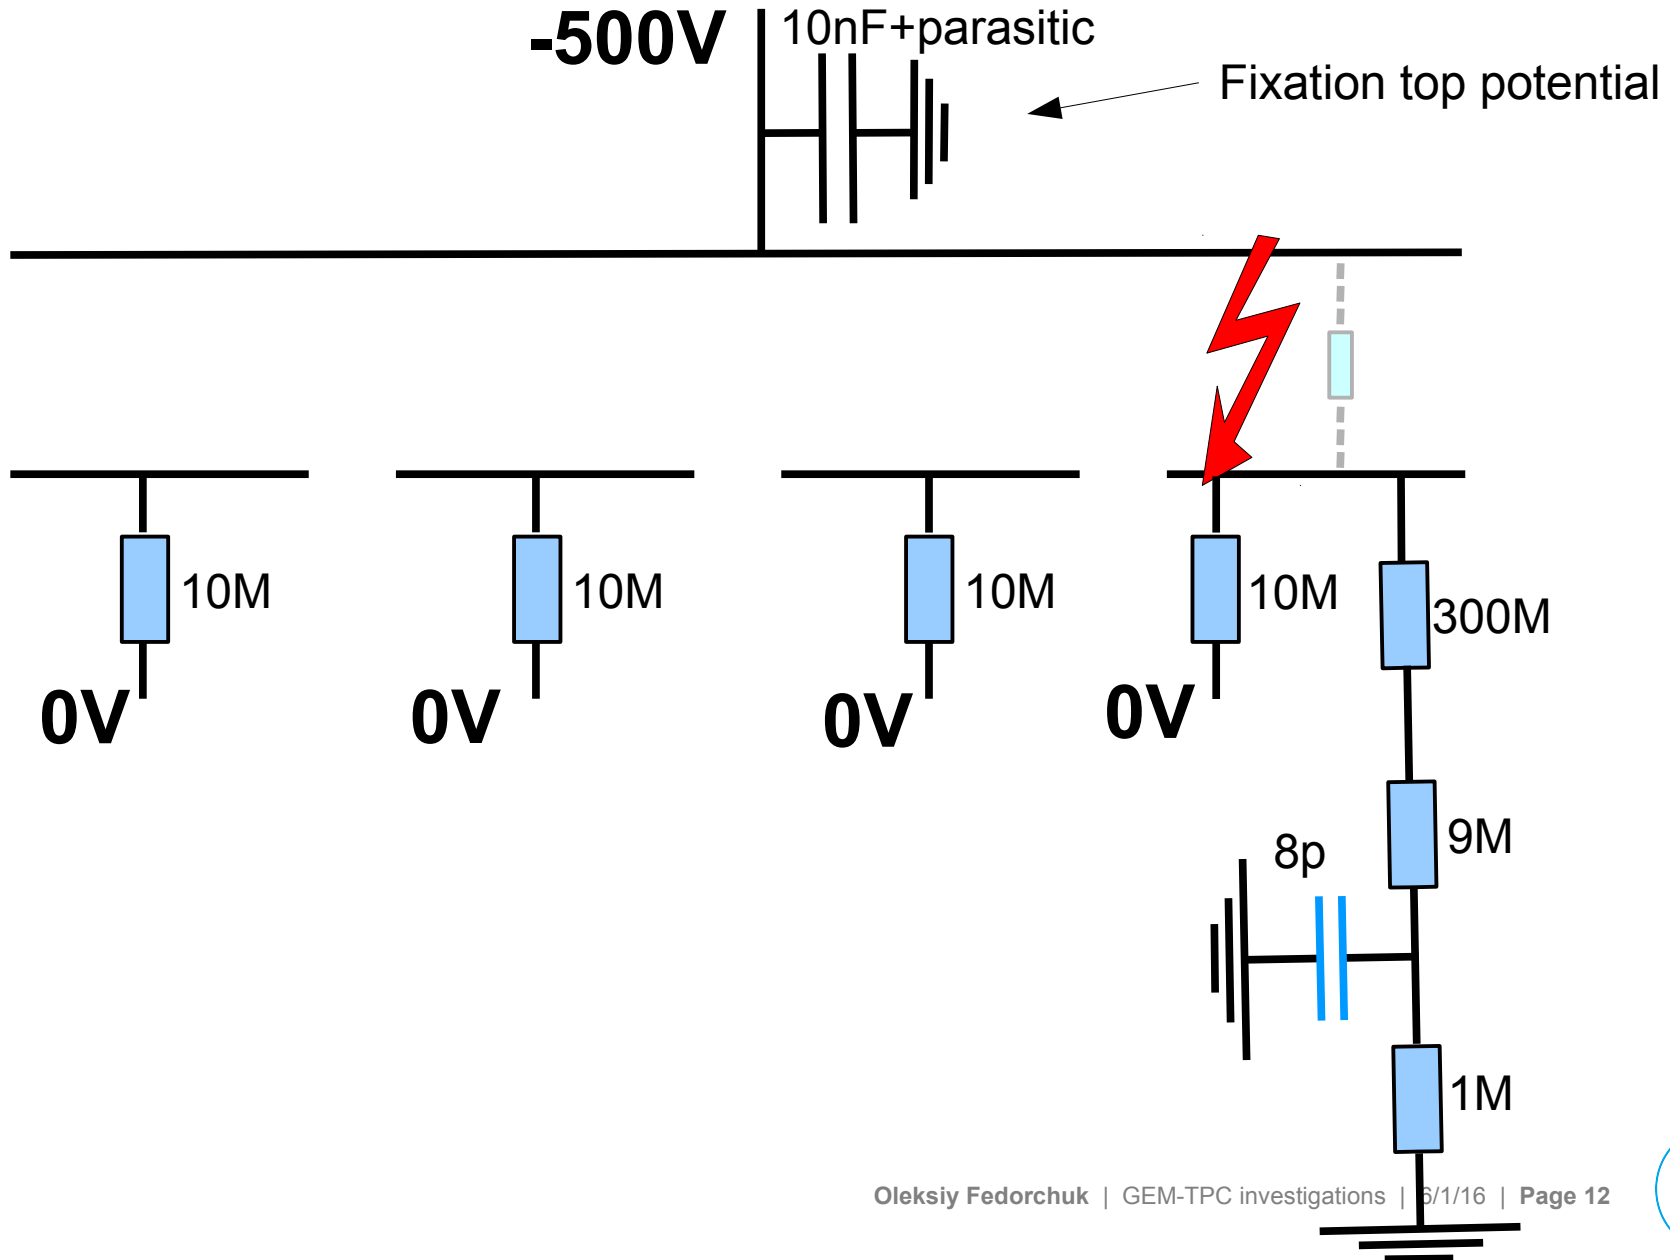 -500V
10nF+parasitic
Fixation top potential
10M
10M
10M
10M
300M
0V
0V
0V
0V
9M
8p
1M
Oleksiy Fedorchuk | GEM-TPC investigations | 6/1/16 | Page 12